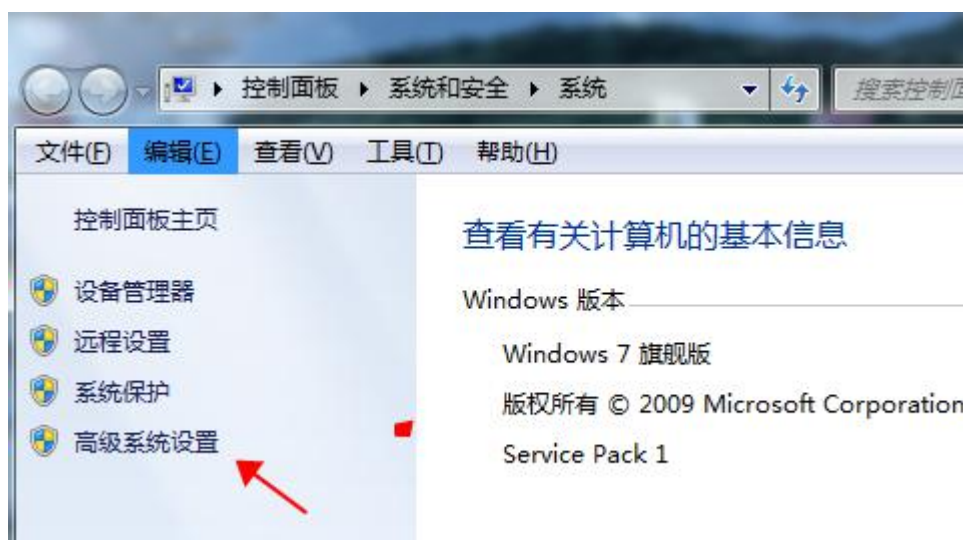 控制面板 系统和安全 系统 搜索控制
文件(F) 编辑(E) 查看(V) 工具(T) 帮助(H)
控制面板主页
设备管理器
远程设置
系统保护
高级系统设置
查看有关计算机的基本信息
Windows 版本
Windows 7 旗舰版
版权所有 © 2009 Microsoft Corporation
Service Pack 1